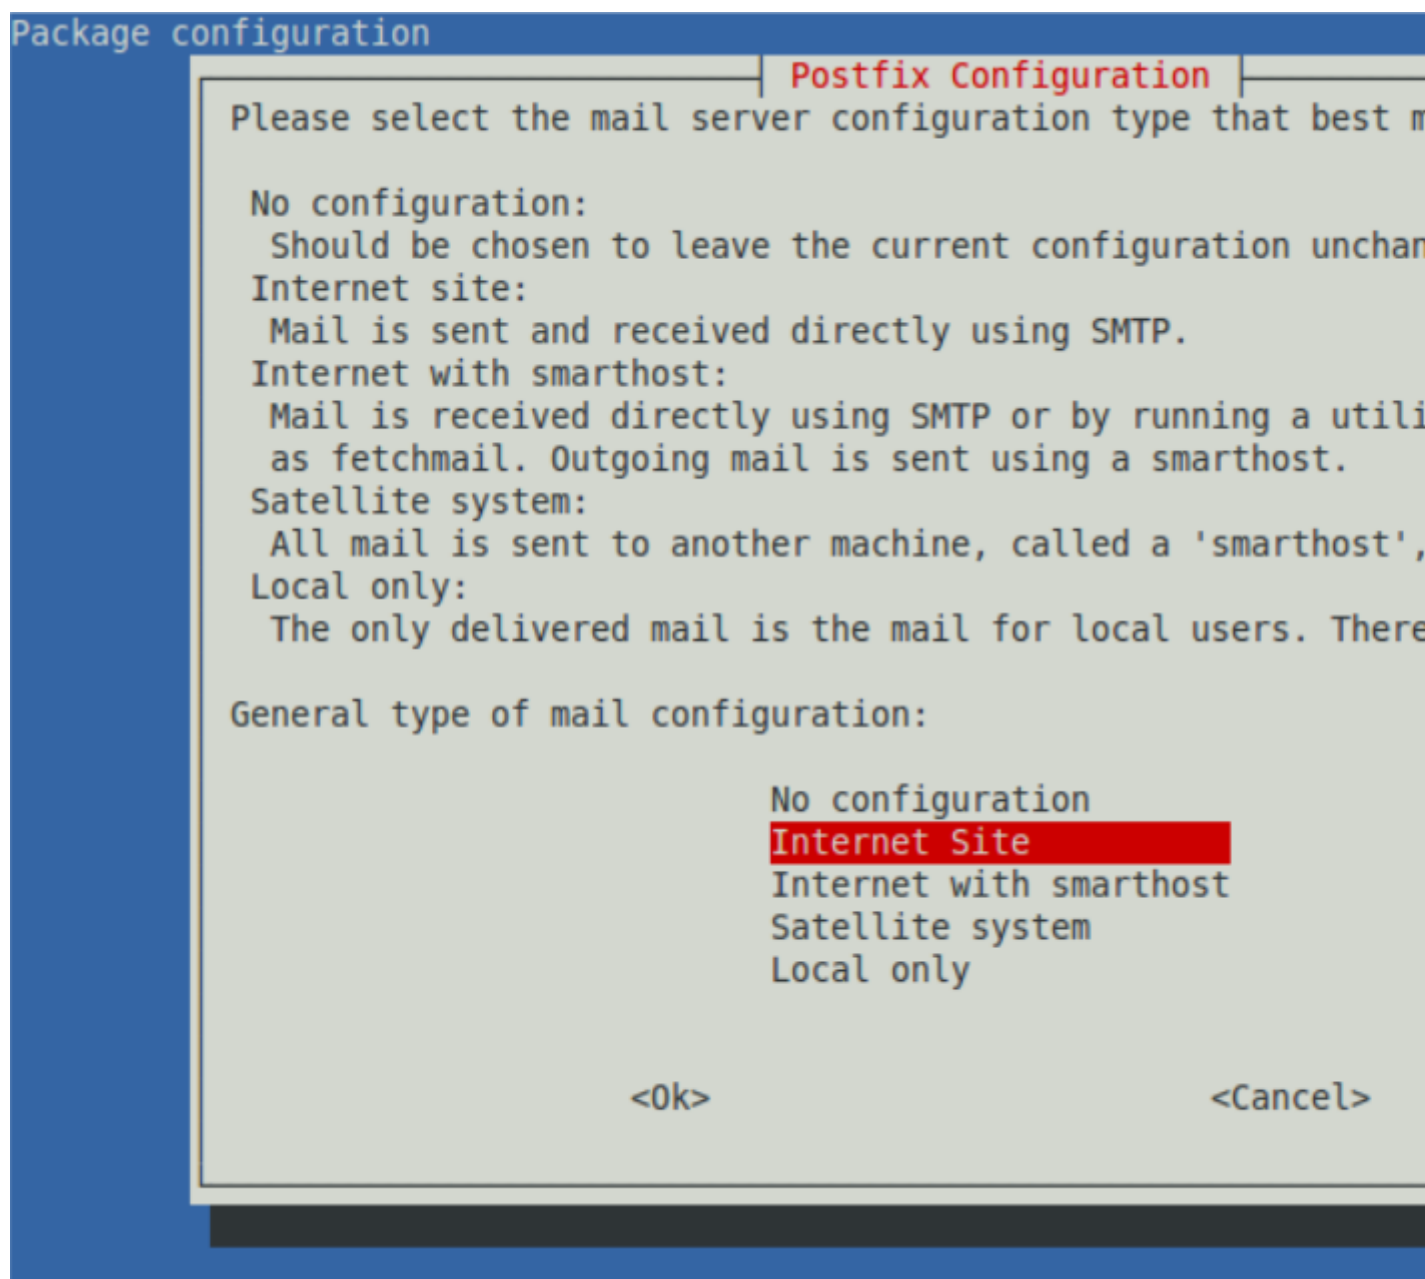 Package configuration
Postfix Configuration
Please select the mail server configuration type that best
No configuration:
Should be chosen to leave the current configuration
Internet site:
Mail is sent and received directly using SMTP.
Internet with smarthost:
Mail is received directly using SMTP or by running a
as fetchmail. Outgoing mail is sent using a smarthost.
Satellite system:
All mail is sent to another machine, called a 'smarthost',
Local only:
The only delivered mail is the mail for local users. There
General type of mail configuration:
No configuration
Internet Site
Internet with smarthost
Satellite system
Local only
<Ok> <Cancel>